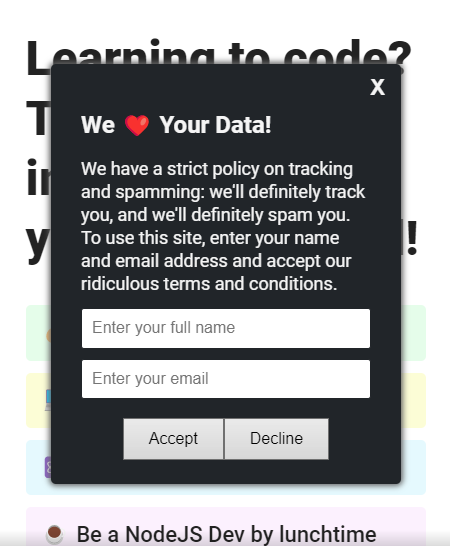 Learning to code?
X
We ❤️ Your Data!
We have a strict policy on tracking
and spamming: we'll definitely track
you, and we'll definitely spam you.
To use this site, enter your name
and email address and accept our
ridiculous terms and conditions.
Enter your full name
Enter your email
Accept
Decline
Be a NodeJS Dev by lunchtime